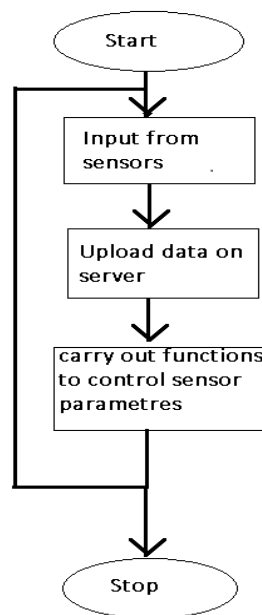 Start
Input from
sensors
Upload data on
server
carry out functions
to control sensor
parametres
Stop